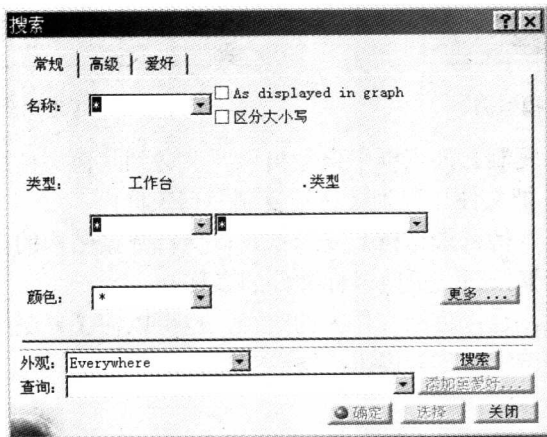 搜索
常规 高级 爱好
名称: * As displayed in graph
区分大小写
类型: 工作台 .类型
* *
颜色: * 更多 ...
外观: Everywhere 搜索
查询: 添加至爱好...
确定 选择 关闭